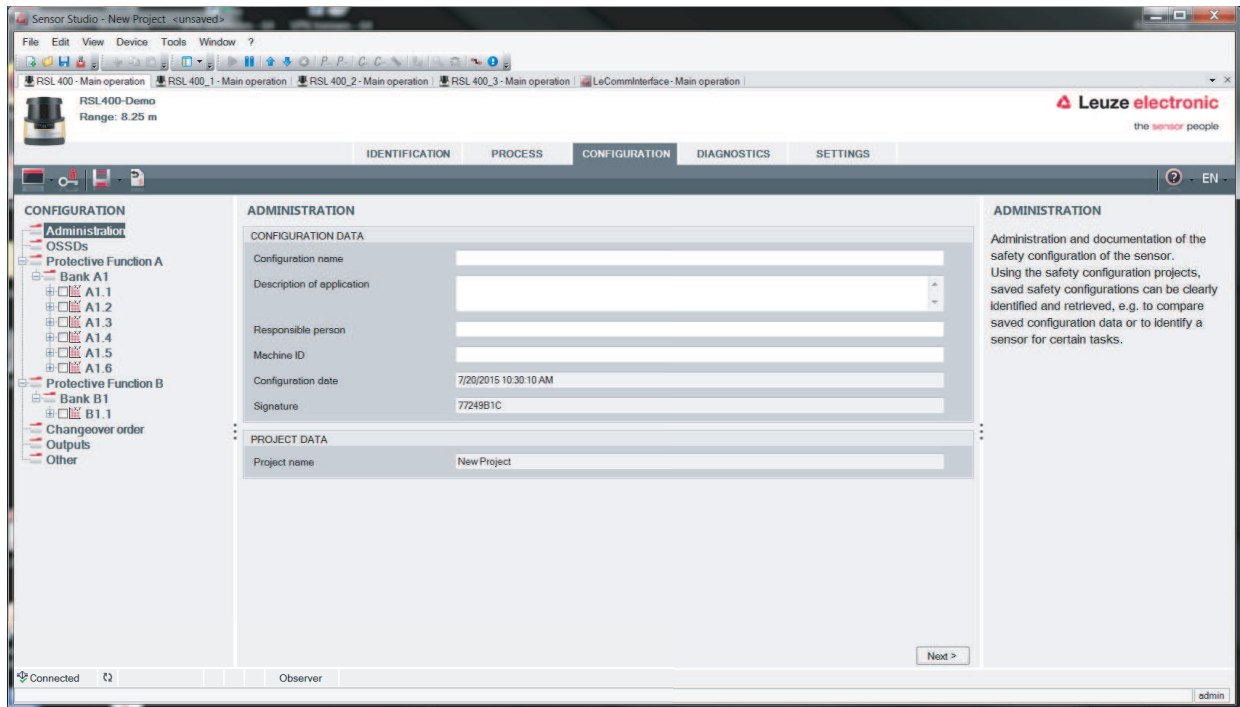 Sensor Studio - New Project <unsaved>
File Edit View Device Tools Window ?
RSL 400 - Main operation RSL 400_1 - Main operation RSL 400_2 - Main operation RSL 400_3 - Main operation LeCommInterface - Main operation
RSL400-Demo
Range: 8.25 m
Leuze electronic
the sensor people
IDENTIFICATION PROCESS CONFIGURATION DIAGNOSTICS SETTINGS
EN
CONFIGURATION
Administration
OSSDs
Protective Function A
Bank A1
A1.1
A1.2
A1.3
A1.4
A1.5
A1.6
Protective Function B
Bank B1
B1.1
Changeover order
Outputs
Other
ADMINISTRATION
CONFIGURATION DATA
Configuration name
Description of application
Responsible person
Machine ID
Configuration date 7/20/2015 10:30:10 AM
Signature 77249B1C
PROJECT DATA
Project name New Project
Next >
ADMINISTRATION
Administration and documentation of the
safety configuration of the sensor.
Using the safety configuration projects,
saved safety configurations can be clearly
identified and retrieved, e.g. to compare
saved configuration data or to identify a
sensor for certain tasks.
Connected Observer
admin